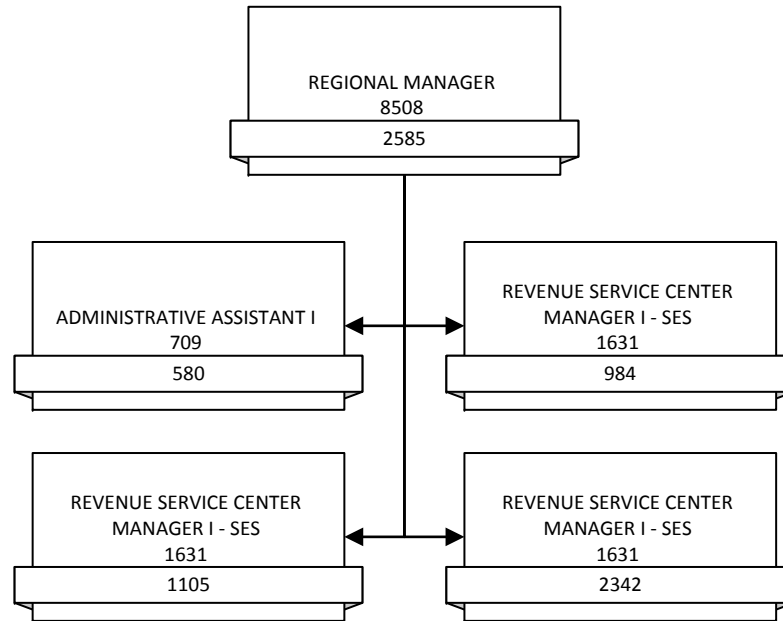 REGIONAL MANAGER
8508
2585
ADMINISTRATIVE ASSISTANT I
709
580
REVENUE SERVICE CENTER
MANAGER I - SES
1631
984
REVENUE SERVICE CENTER
MANAGER I - SES
1631
1105
REVENUE SERVICE CENTER
MANAGER I - SES
1631
2342